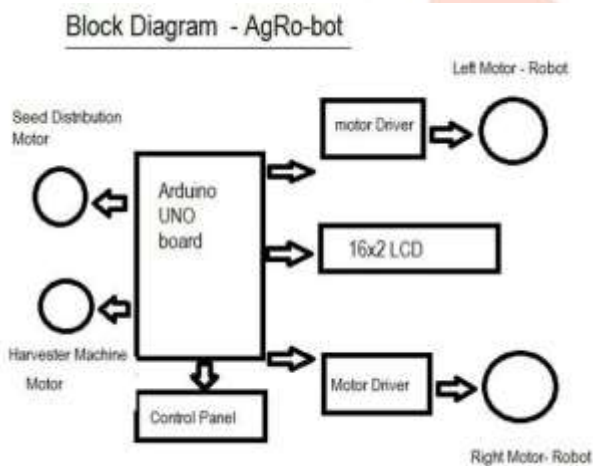 Block Diagram - AgRo-bot
Left Motor - Robot
Seed Distribution
Motor
motor Driver
Arduino
UNO
board
16x2 LCD
Harvester Machine
Motor
Motor Driver
Control Panel
Right Motor- Robot